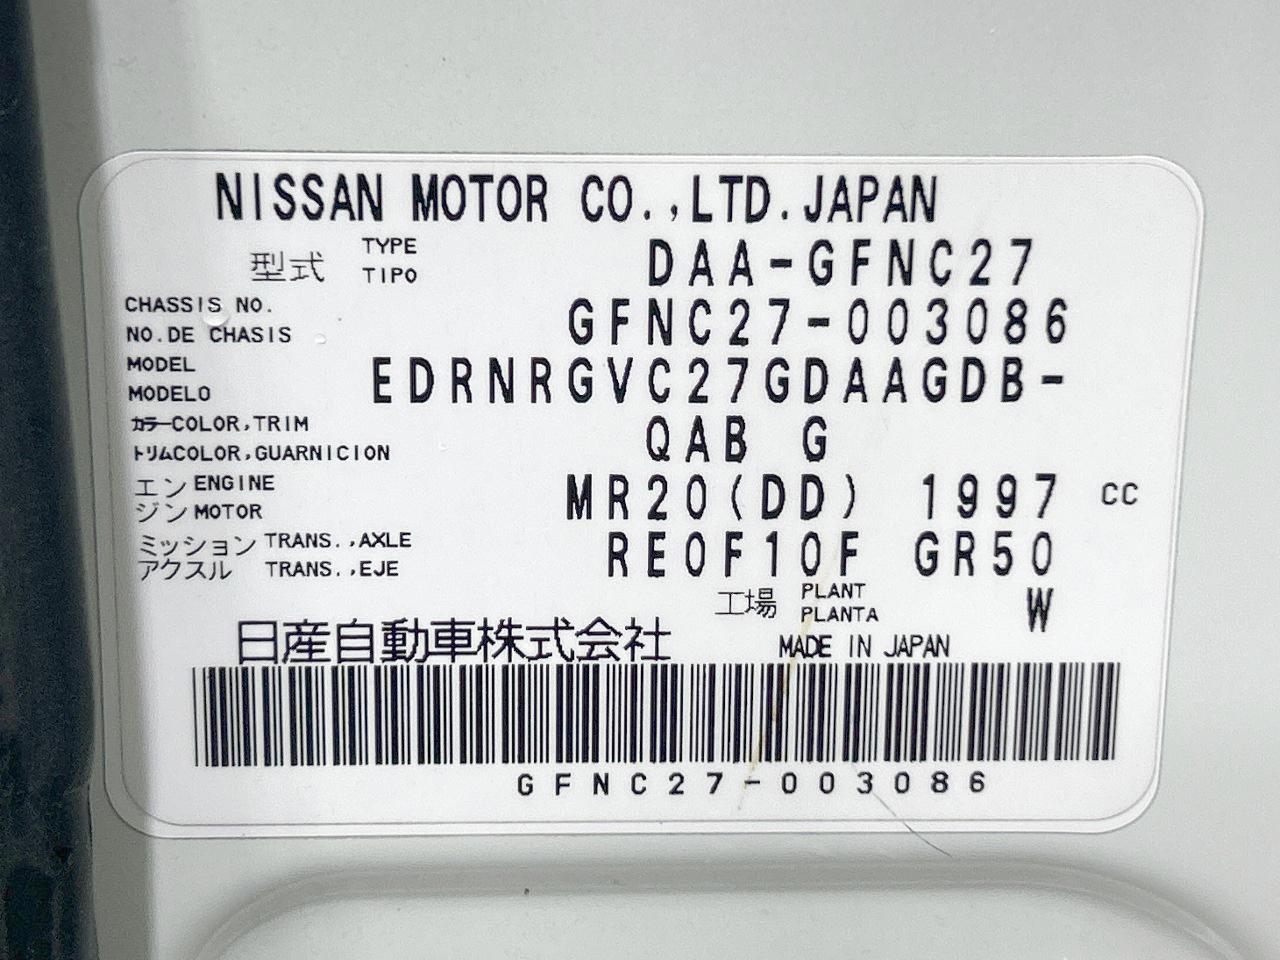 NISSAN MOTOR CO.,LTD.JAPAN
型式 TYPE TIPO DAA-GFNC27
CHASSIS NO. NO.DE CHASIS GFNC27-003086
MODEL MODELO EDRNRGVC27GDAAGDB-
カラーCOLOR,TRIM トリムCOLOR,GUARNICION QAB G
エンジン ENGINE MOTOR MR20(DD) 1997 CC
ミッション アクスル TRANS.,AXLE TRANS.,EJE RE0F10F GR50
工場 PLANT PLANTA W
日産自動車株式会社 MADE IN JAPAN
GFNC27-003086